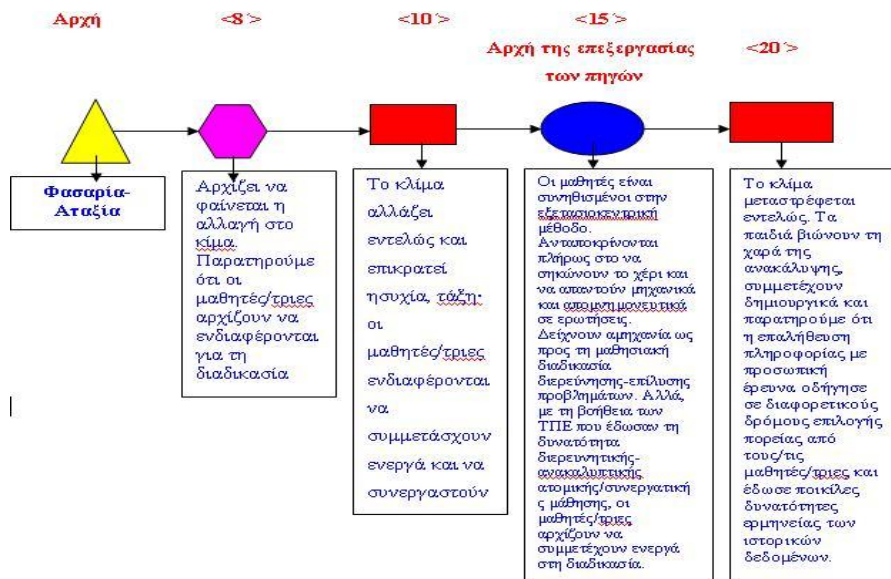 Αρχή
<8΄>
<10΄>
<15΄>
Αρχή της επεξεργασίας
των πηγών
<20΄>
Φασαρία-
Αταξία
Αρχίζει να
φαίνεται η
αλλαγή στο
κίμα.
Παρατηρούμε
ότι οι
μαθητές/τριες
αρχίζουν να
ενδιαφέρονται
για τη
διαδικασία
Το κλίμα
αλλάζει
εντελώς και
επικρατεί
ησυχία, τάξη·
οι
μαθητές/τριες
ενδιαφέρονται
να
συμμετάσχουν
ενεργά και να
συνεργαστούν
Οι μαθητές είναι
συνηθισμένοι στην
εξετασιοκεντρική
μέθοδο.
Ανταποκρίνονται
πλήρως στο να
σηκώνουν το χέρι και
να απαντούν μηχανικά
και απομνημονευτικά
σε ερωτήσεις.
Δείχνουν αμηχανία ως
προς τη μαθησιακή
διαδικασία
διερεύνησης-επίλυσης
προβλημάτων. Αλλά,
με τη βοήθεια των
ΤΠΕ που έδωσαν τη
δυνατότητα
διερευνητικής-
ανακαλυπτικής
ατομικής/συνεργατική
ς μάθησης, οι
μαθητές/τριες
αρχίζουν να
συμμετέχουν ενεργά
στη διαδικασία.
Το κλίμα
μεταστρέφεται
εντελώς. Τα
παιδιά βιώνουν τη
χαρά της
ανακάλυψης,
συμμετέχουν
δημιουργικά και
παρατηρούμε ότι
η επαλήθευση
πληροφορίας με
προσωπική
έρευνα οδήγησε
σε διαφορετικούς
δρόμους επιλογής
πορείας από
τους/τις
μαθητές/τριες και
έδωσε ποικίλες
δυνατότητες
ερμηνείας των
ιστορικών
δεδομένων.